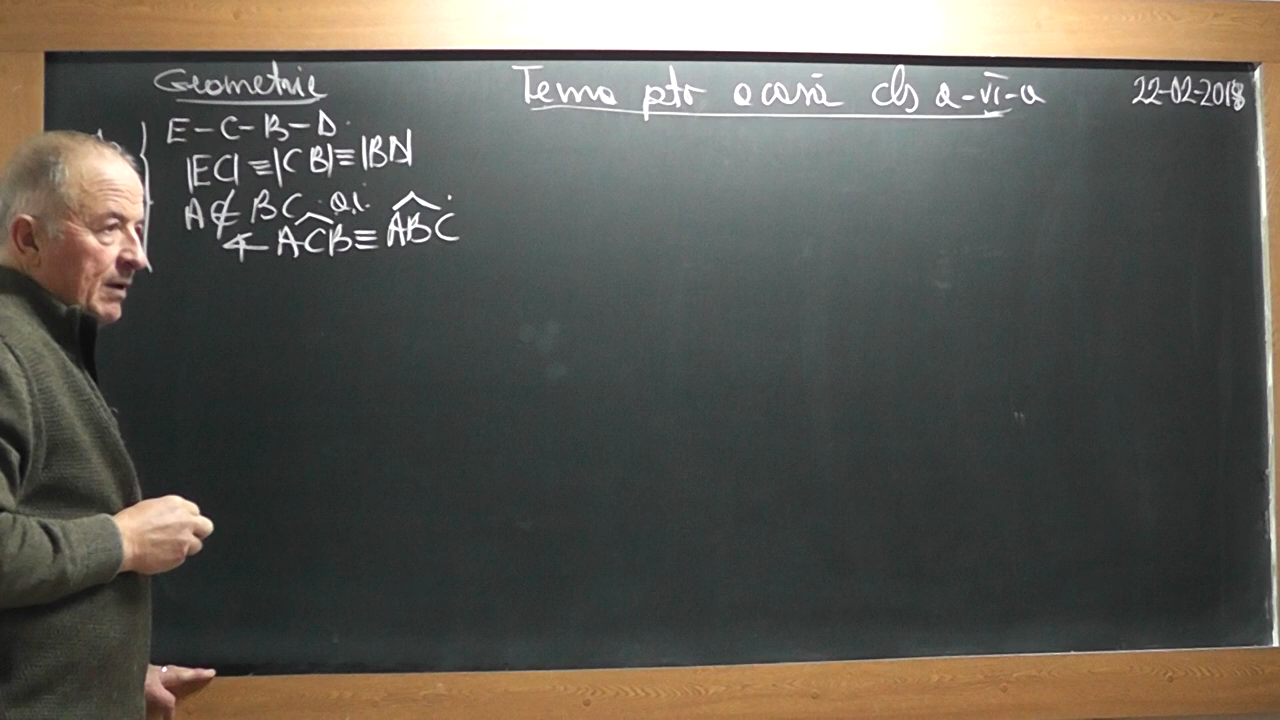 Geometrie
Tema ptr acasă cls a-VI-a
22-02-2018
E-C-B-D.
|EC| ≡ |CB| ≡ |BD|
A ∉ BC a.i.
∢ ACB ≡ ABC